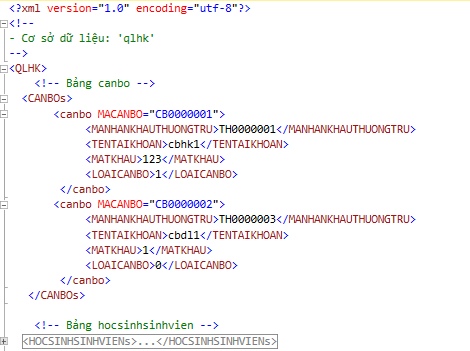 <?xml version="1.0" encoding="utf-8"?>
<!--
- Cơ sở dữ liệu: 'qlhk'
-->
<QLHK>
<!-- Bảng canbo -->
<CANBOs>
<canbo MACANBO="CB0000001">
<MANHANKHAUTHUONGTRU>TH0000001</MANHANKHAUTHUONGTRU>
<TENTAIKHOAN>cbhk1</TENTAIKHOAN>
<MATKHAU>123</MATKHAU>
<LOAICANBO>1</LOAICANBO>
</canbo>
<canbo MACANBO="CB0000002">
<MANHANKHAUTHUONGTRU>TH0000003</MANHANKHAUTHUONGTRU>
<TENTAIKHOAN>cbdl1</TENTAIKHOAN>
<MATKHAU>1</MATKHAU>
<LOAICANBO>0</LOAICANBO>
</canbo>
</CANBOs>
<!-- Bảng hocsinhsinhvien -->
<HOCSINHSINHVIENs>...</HOCSINHSINHVIENs>